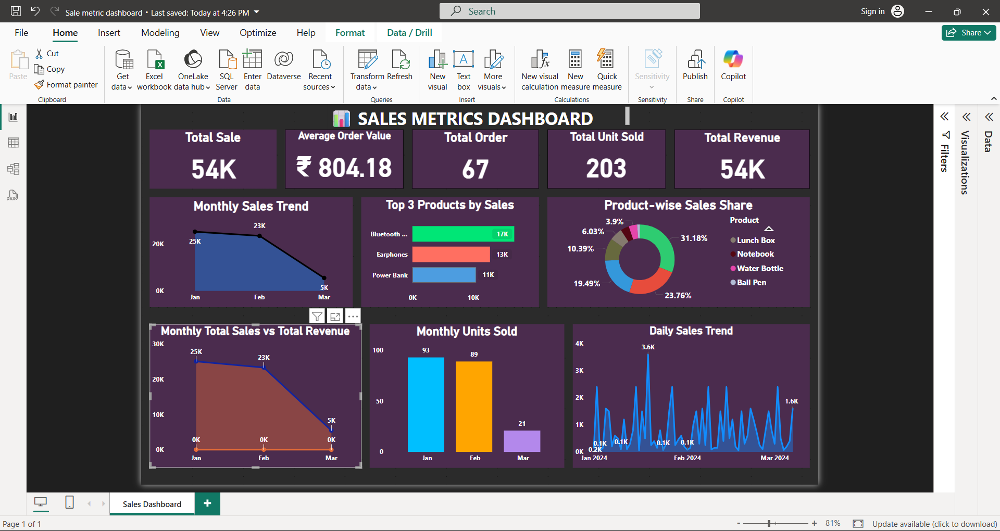 Sale metric dashboard • Last saved: Today at 4:26 PM
Search
Sign in
File Home Insert Modeling View Optimize Help Format Data / Drill
Share
Paste
Cut
Copy
Format painter
Clipboard
Get data
Excel workbook
OneLake data hub
SQL Server
Enter data
Dataverse
Recent sources
Data
Transform data
Refresh
Queries
New visual
Text box
More visuals
Insert
New visual calculation
New measure
Quick measure
Calculations
Sensitivity
Sensitivity
Publish
Share
Copilot
Copilot
DAX
SALES METRICS DASHBOARD
Total Sale
54K
Average Order Value
₹ 804.18
Total Order
67
Total Unit Sold
203
Total Revenue
54K
Monthly Sales Trend
20K
0K
25K
23K
5K
Jan Feb Mar
Top 3 Products by Sales
Bluetooth ... 17K
Earphones 13K
Power Bank 11K
0K 10K
Product-wise Sales Share
3.9%
6.03%
10.39%
19.49%
31.18%
23.76%
Product
Lunch Box
Notebook
Water Bottle
Ball Pen
Monthly Total Sales vs Total Revenue
30K
20K
10K
0K
25K
23K
5K
0K 0K 0K
Jan Feb Mar
Monthly Units Sold
100
50
0
93
89
21
Jan Feb Mar
Daily Sales Trend
4K
3K
2K
1K
0K
3.6K
1.6K
0.1K
0.2K
0.1K
0.1K
0.1K
Jan 2024 Feb 2024 Mar 2024
Filters
Visualizations
Data
Sales Dashboard
+
Page 1 of 1
- + 81%
Update available (click to download)